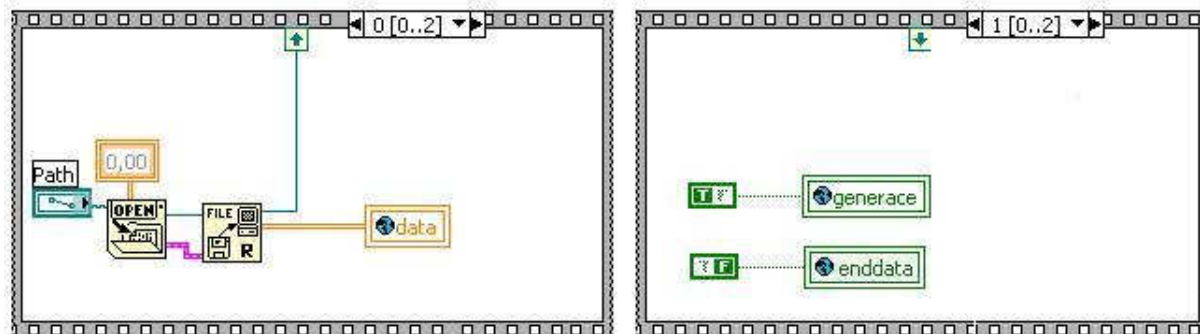 0 [0..2]
Path
0,00
OPEN
FILE
R
data
1 [0..2]
T
generace
F
enddata